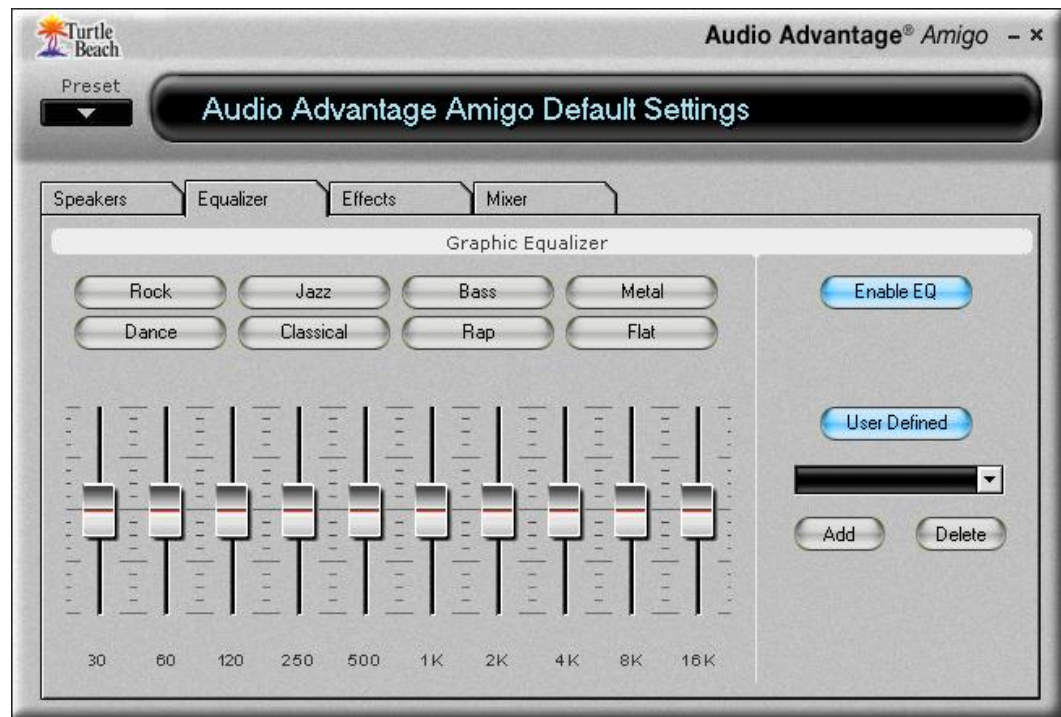 Turtle
Beach
Audio Advantage® Amigo
Preset
Audio Advantage Amigo Default Settings
Speakers Equalizer Effects Mixer
Graphic Equalizer
Rock Jazz Bass Metal Enable EQ
Dance Classical Rap Flat
User Defined
Add Delete
30 60 120 250 500 1K 2K 4K 8K 16K